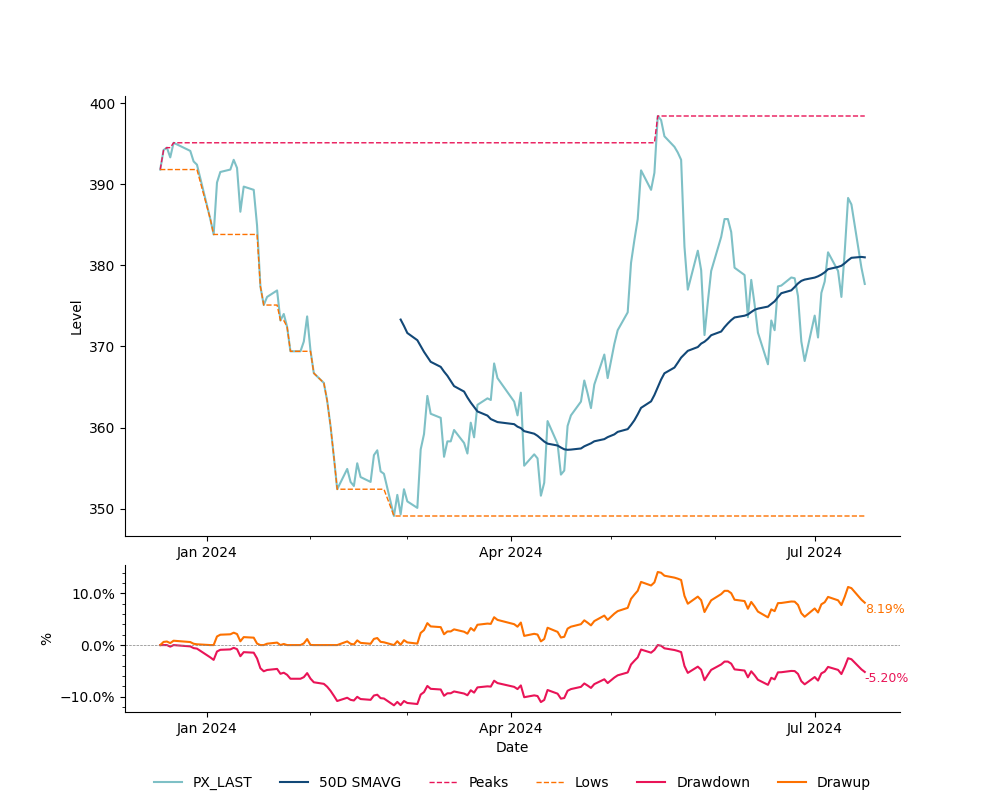 400
390
380
370
360
350
Level
Jan 2024
Apr 2024
Jul 2024
10.0%
0.0%
−10.0%
%
8.19%
-5.20%
Jan 2024
Apr 2024
Jul 2024
Date
PX_LAST
50D SMAVG
Peaks
Lows
Drawdown
Drawup